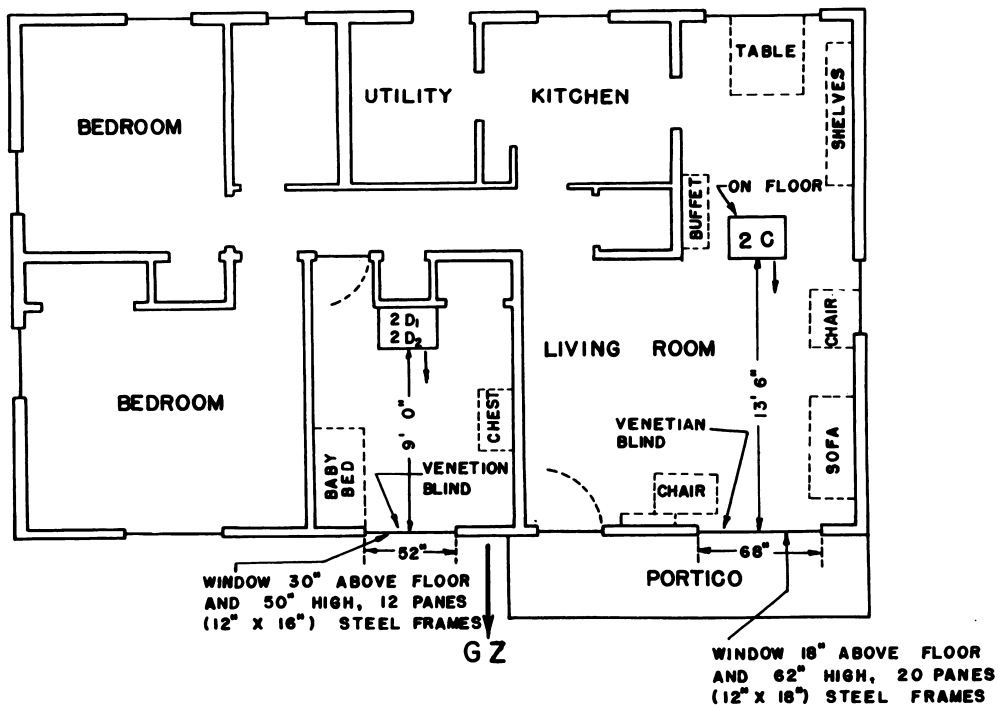 TABLE
SHELVES
UTILITY
KITCHEN
BEDROOM
BUFFET
ON FLOOR
2 C
2 D₁
2 D₂
CHAIR
LIVING ROOM
BEDROOM
9' 0"
13' 6"
CHEST
VENETIAN
BLIND
SOFA
BABY
BED
VENETION
BLIND
CHAIR
52"
68"
WINDOW 30" ABOVE FLOOR
AND 50" HIGH, 12 PANES
(12" X 16") STEEL FRAMES
PORTICO
GZ
WINDOW 18" ABOVE FLOOR
AND 62" HIGH, 20 PANES
(12" X 18") STEEL FRAMES